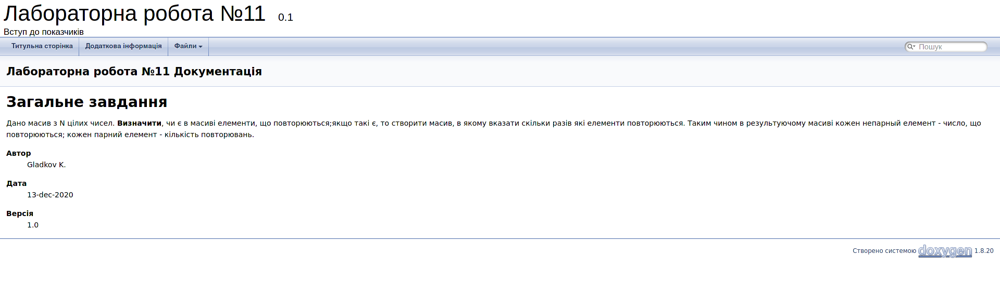 Лабораторна робота №11 0.1
Вступ до показчиків
Титульна сторінка Додаткова інформація Файли Пошук
Лабораторна робота №11 Документація
Загальне завдання
Дано масив з N цілих чисел. Визначити, чи є в масиві елементи, що повторюються;якщо такі є, то створити масив, в якому вказати скільки разів які елементи повторюються. Таким чином в результуючому масиві кожен непарный елемент - число, що
повторюються; кожен парний елемент - кількість повторювань.
Автор
Gladkov K.
Дата
13-dec-2020
Версія
1.0
Створено системою doxygen 1.8.20